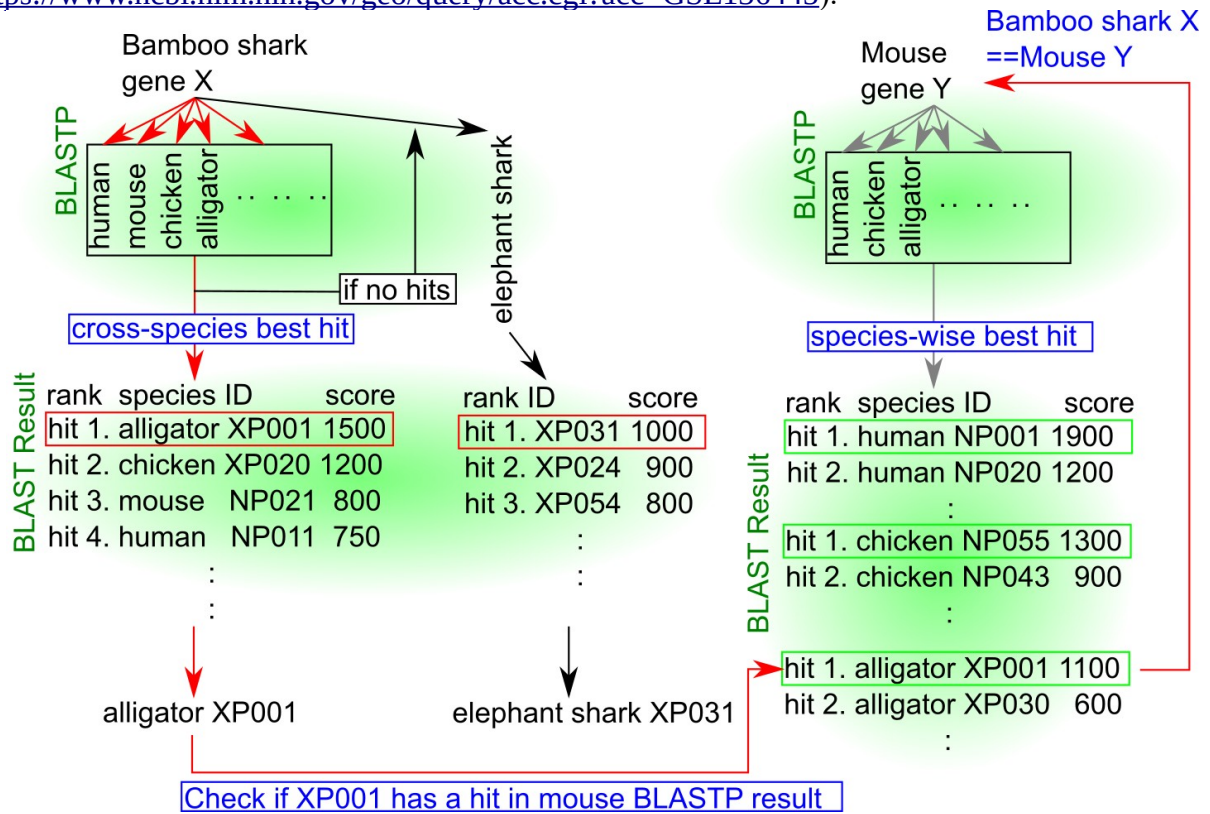 Bamboo shark
gene X
BLASTP
human
mouse
chicken
alligator
.. .. ..
elephant shark
if no hits
cross-species best hit
BLAST Result
rank species ID score
hit 1. alligator XP001 1500
hit 2. chicken XP020 1200
hit 3. mouse NP021 800
hit 4. human NP011 750
:
:
alligator XP001
rank ID score
hit 1. XP031 1000
hit 2. XP024 900
hit 3. XP054 800
:
:
elephant shark XP031
Check if XP001 has a hit in mouse BLASTP result
Bamboo shark X
==Mouse Y
Mouse
gene Y
BLASTP
human
chicken
alligator
.. .. ..
species-wise best hit
BLAST Result
rank species ID score
hit 1. human NP001 1900
hit 2. human NP020 1200
:
hit 1. chicken NP055 1300
hit 2. chicken NP043 900
:
hit 1. alligator XP001 1100
hit 2. alligator XP030 600
: